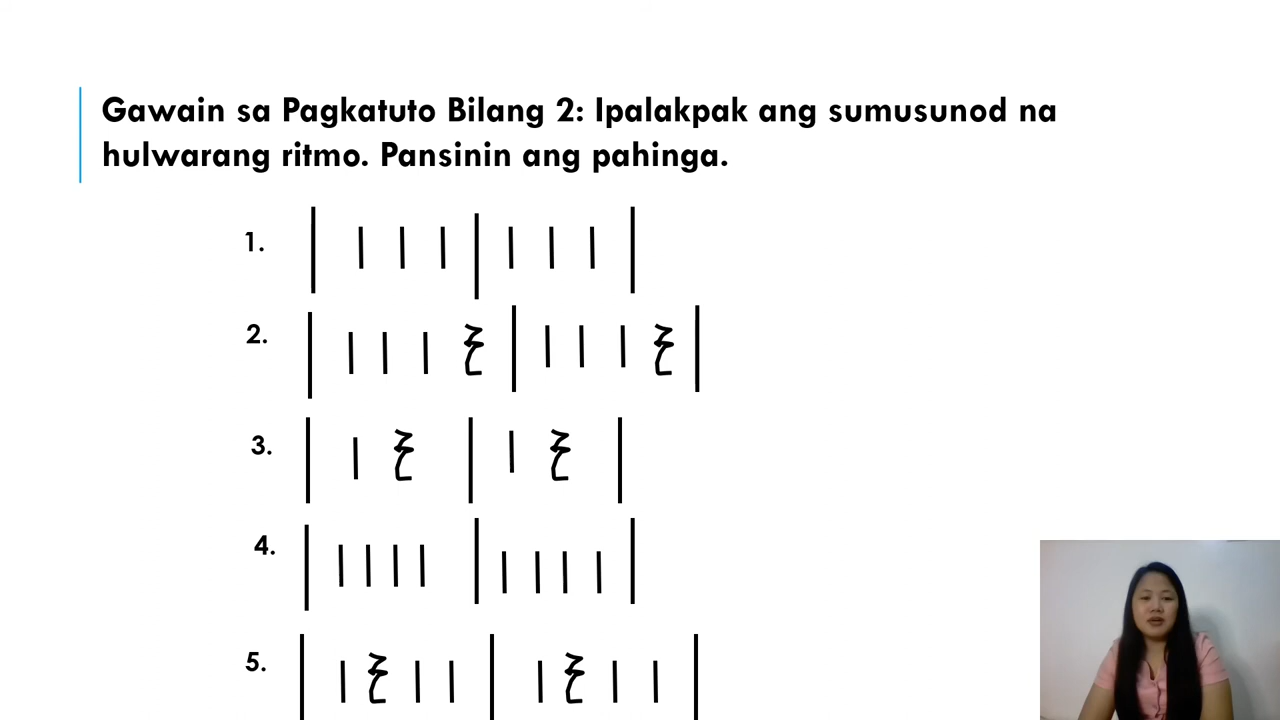 Gawain sa Pagkatuto Bilang 2: Ipalakpak ang sumusunod na
hulwarang ritmo. Pansinin ang pahinga.
1.
2.
3.
4.
5.